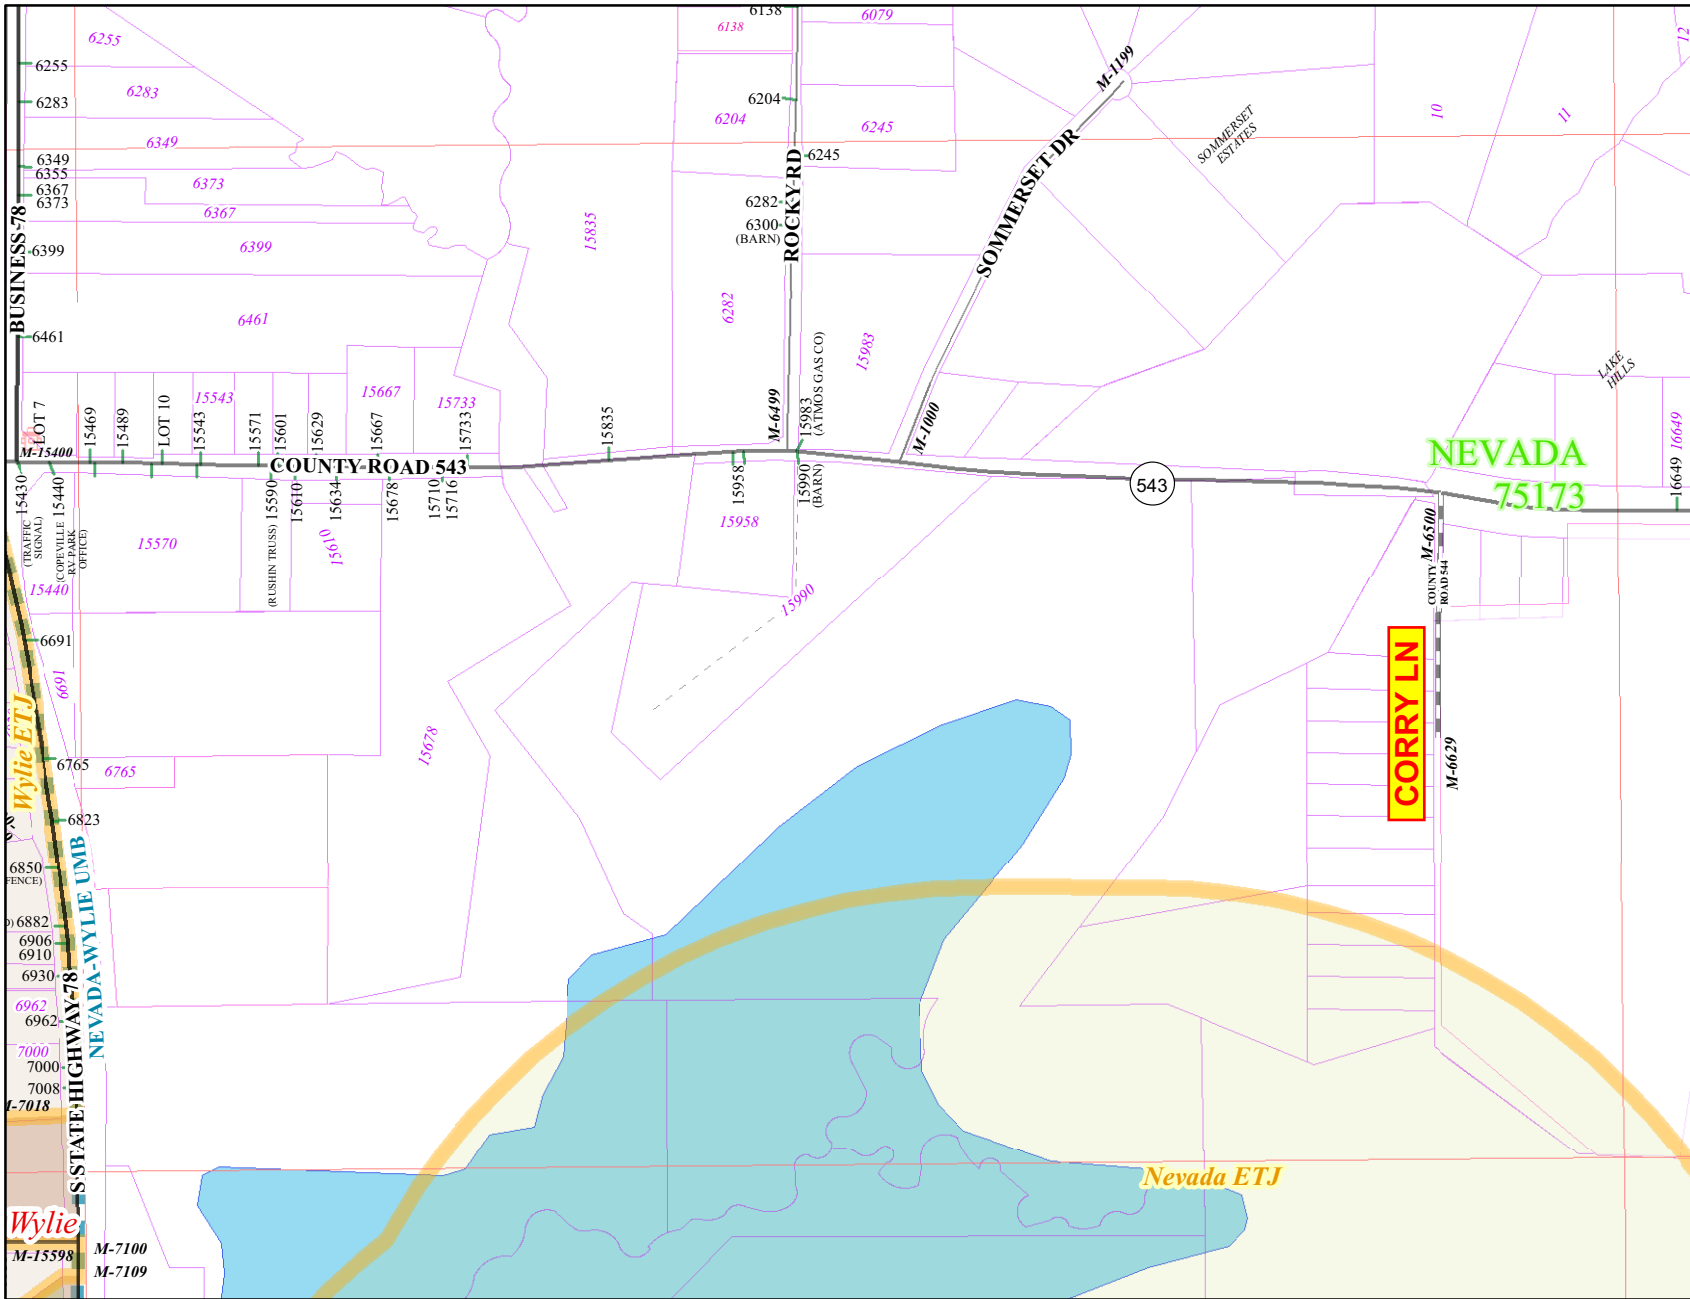 6138
6138
6079
6255
6255
6283
6283
6349
6349
6355
6367
6373
6373
6367
6399
6399
6461
6461
BUSINESS 78
12
10
11
M-1199
SOMMERSET
ESTATES
SOMMERSET DR
6204
6204
6245
6245
ROCKY RD
6282
6300
(BARN)
15835
6282
15983
LAKE
HILLS
15543
15667
15733
LOT 7
15469
15489
LOT 10
15543
15571
15601
15629
15667
15733
15835
M-6499
15983
(ATMOS GAS CO)
M-1000
16649
16649
M-15400
COUNTY ROAD 543
543
NEVADA
75173
15430
(TRAFFIC
SIGNAL)
15440
(COPEVILLE
RV PARK
OFFICE)
15570
15440
15590
(RUSHIN TRUSS)
15610
15610
15634
15678
15710
15716
15958
15958
15990
(BARN)
15990
M-6500
COUNTY
ROAD 544
CORRY LN
M-6629
6691
6691
Wylie ETJ
15678
6765
6765
6823
6850
FENCE)
NEVADA-WYLIE UMB
6882
6906
6910
6930
6962
6962
7000
7000
7008
M-7018
S STATE HIGHWAY 78
Nevada ETJ
Wylie
M-15598
M-7100
M-7109